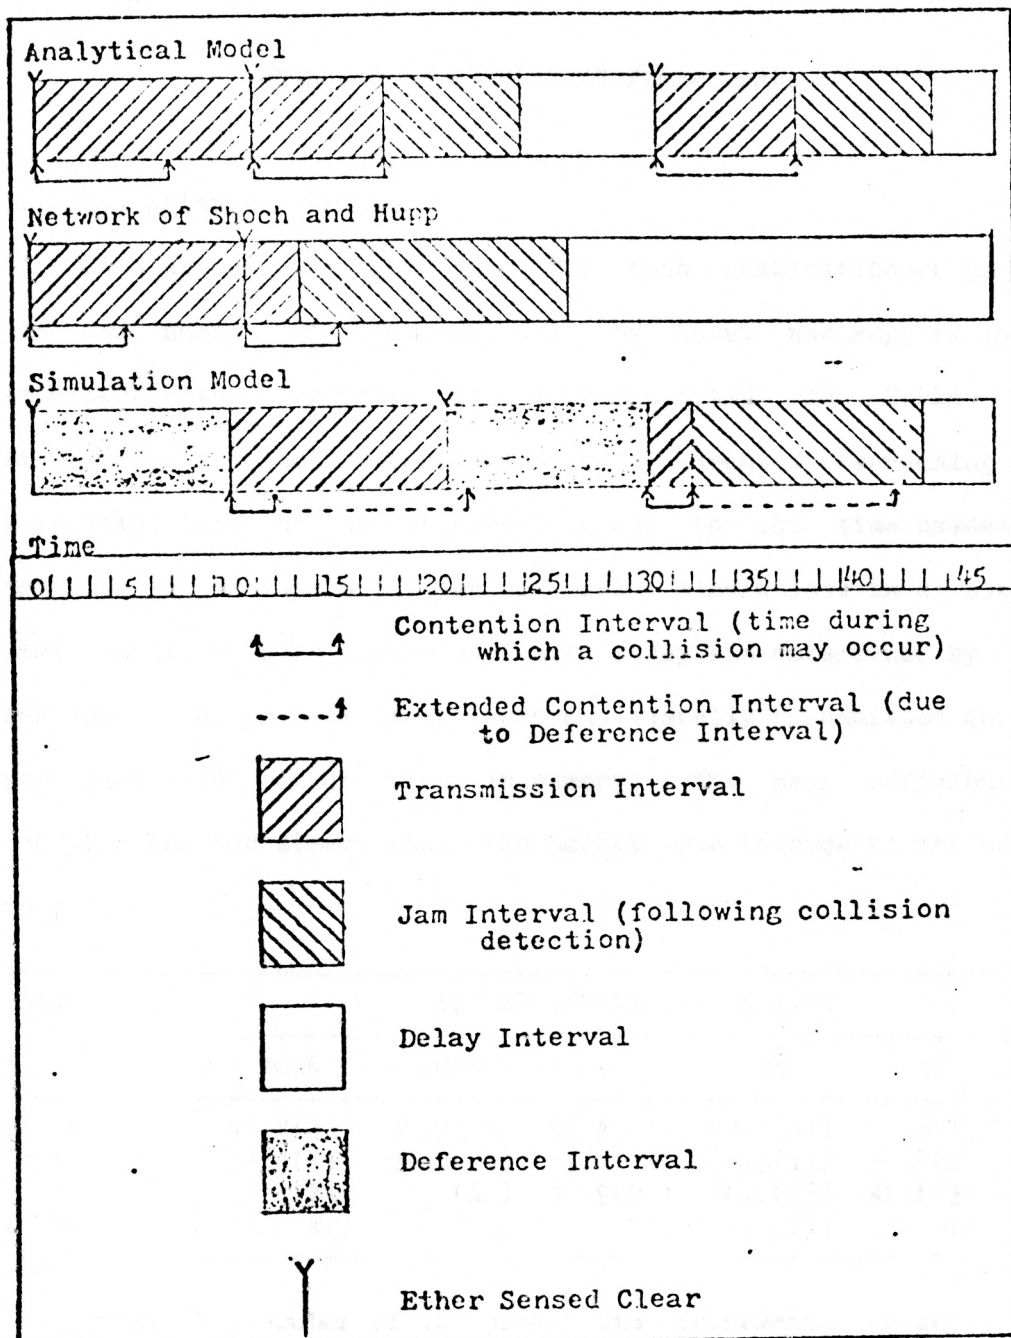 Analytical Model
Network of Shoch and Hupp
Simulation Model
Time
0 5 10 15 20 25 30 35 40 45
Contention Interval (time during
which a collision may occur)
Extended Contention Interval (due
to Deference Interval)
Transmission Interval
Jam Interval (following collision
detection)
Delay Interval
Deference Interval
Ether Sensed Clear